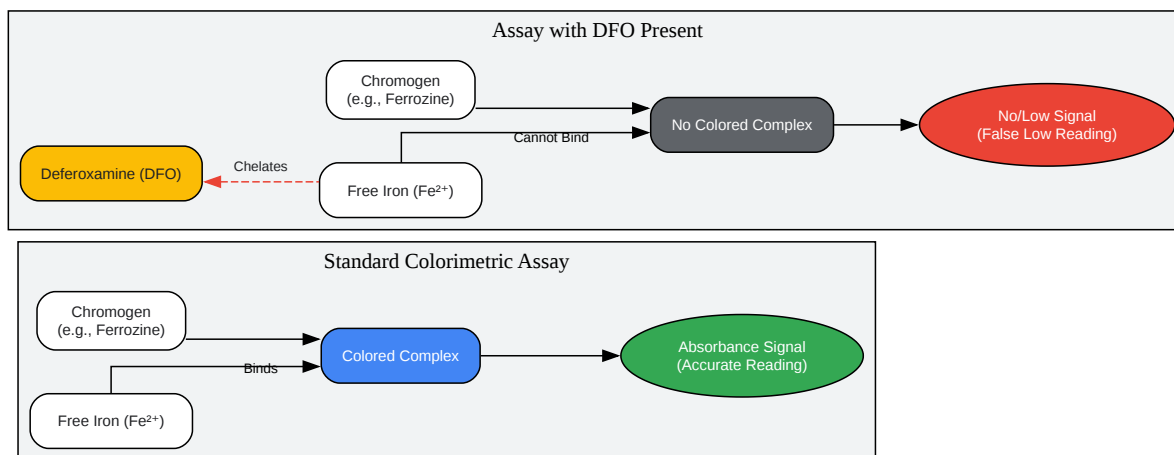 Assay with DFO Present
Chromogen
(e.g., Ferrozine)
No Colored Complex
No/Low Signal
(False Low Reading)
Cannot Bind
Deferoxamine (DFO)
Chelates
Free Iron (Fe²⁺)
Standard Colorimetric Assay
Chromogen
(e.g., Ferrozine)
Colored Complex
Absorbance Signal
(Accurate Reading)
Binds
Free Iron (Fe²⁺)